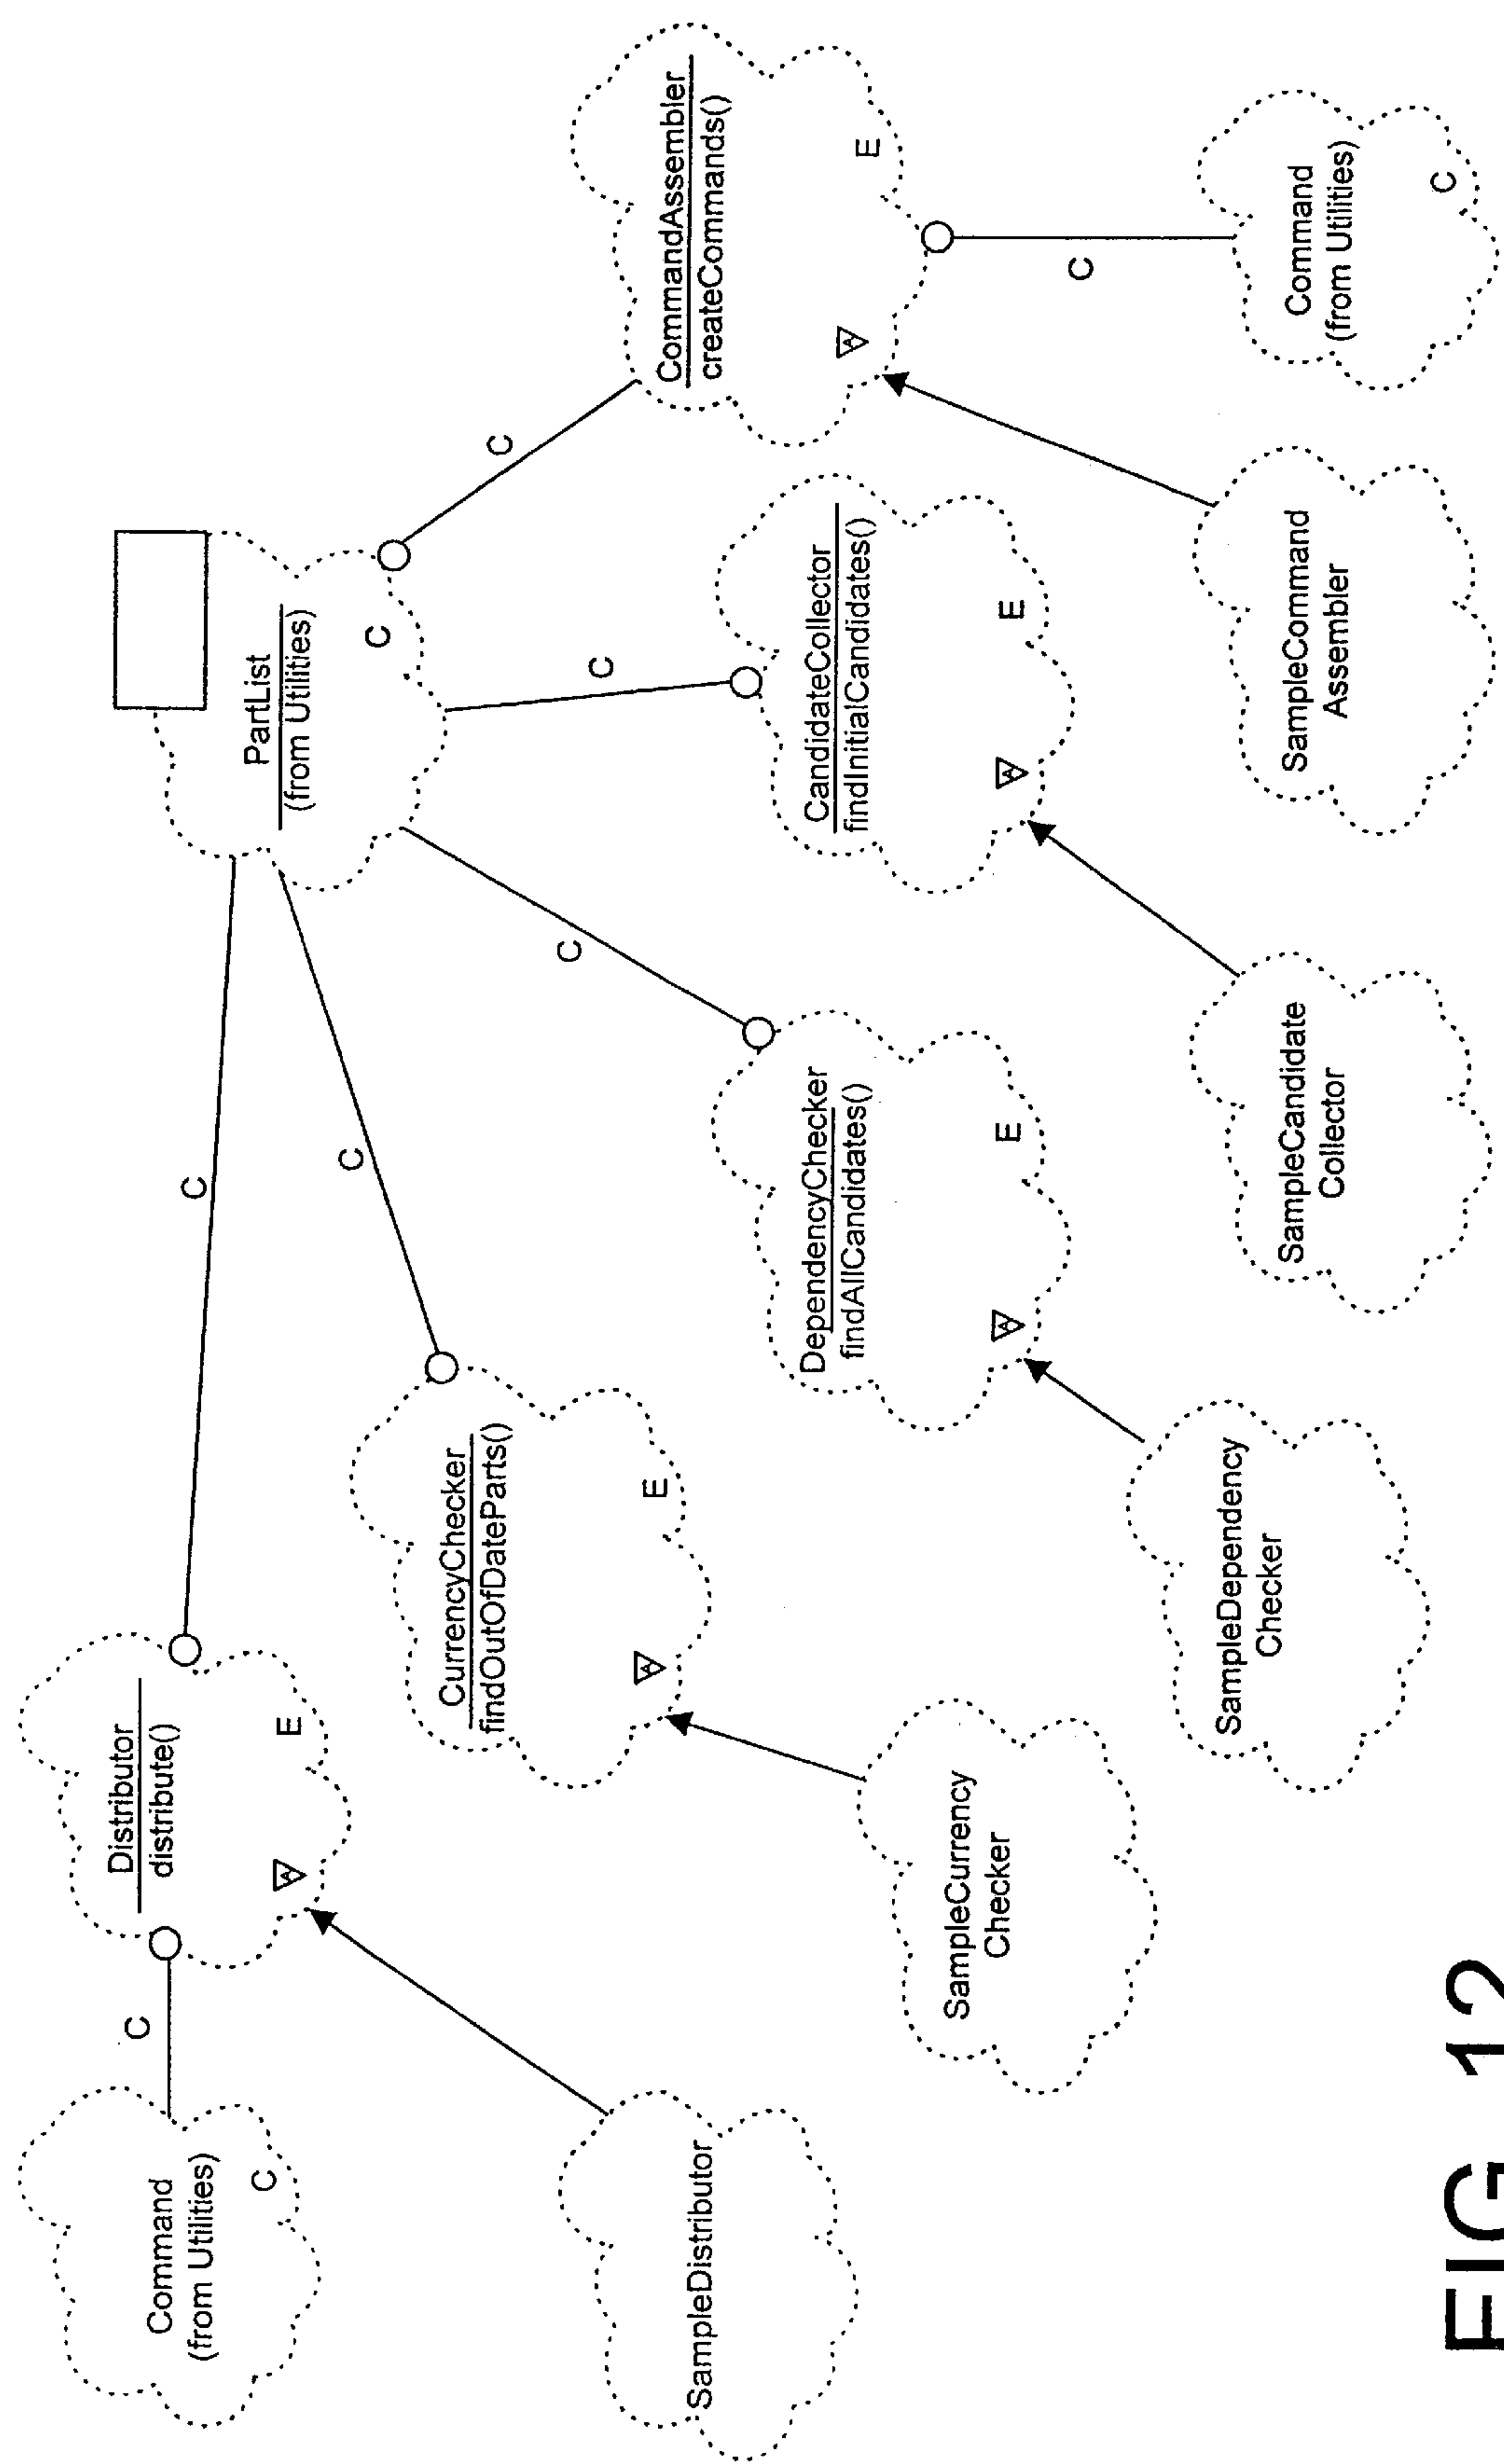 Command
(from Utilities)
C
C
Distributor
distribute()
A
E
C
PartList
(from Utilities)
C
C
C
C
C
SampleDistributor
CurrencyChecker
findOutOfDateParts()
A
E
DependencyChecker
findAllCandidates()
A
E
CandidateCollector
findInitialCandidates()
A
E
CommandAssembler
createCommands()
A
E
C
SampleCurrency
Checker
SampleDependency
Checker
SampleCandidate
Collector
SampleCommand
Assembler
Command
(from Utilities)
C
FIG. 12